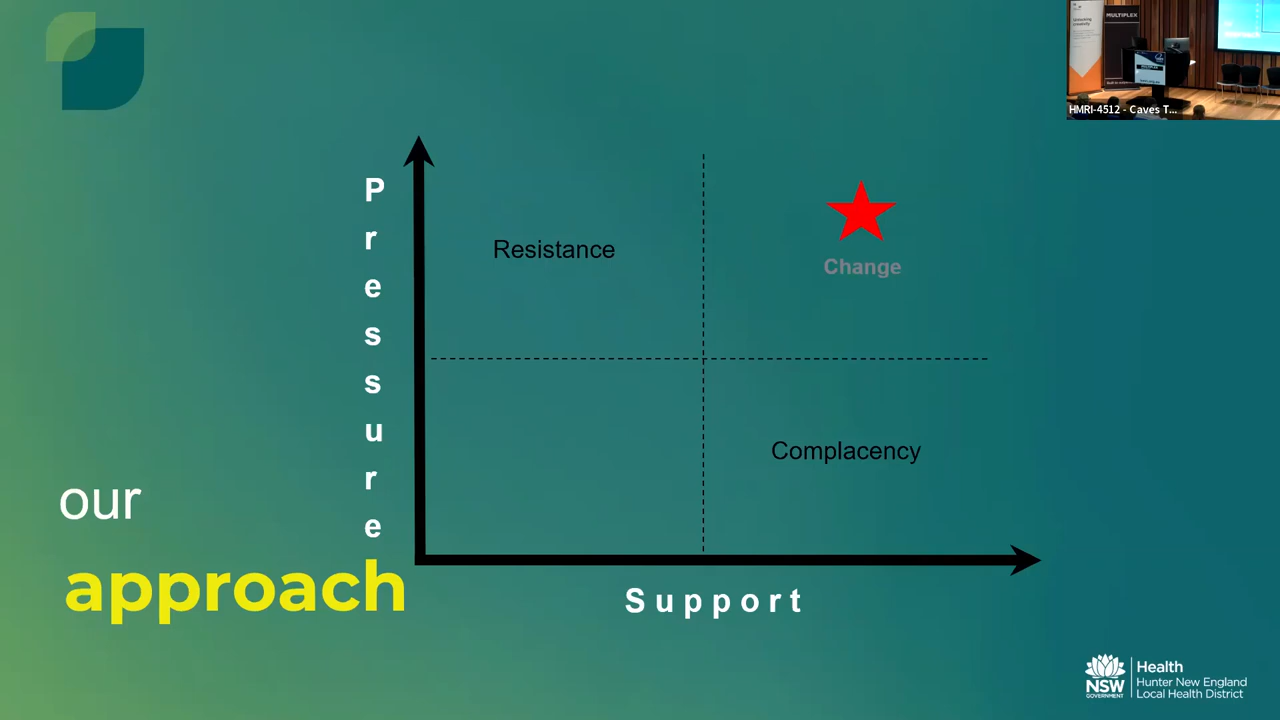 MULTIPLEX
HMRI-4512 - Caves T...
Pressure
Resistance
Change
Complacency
our
approach
Support
NSW
GOVERNMENT
Health
Hunter New England
Local Health District